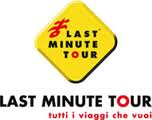 LAST
MINUTE
TOUR
LAST MINUTE TOUR
tutti i viaggi che vuoi